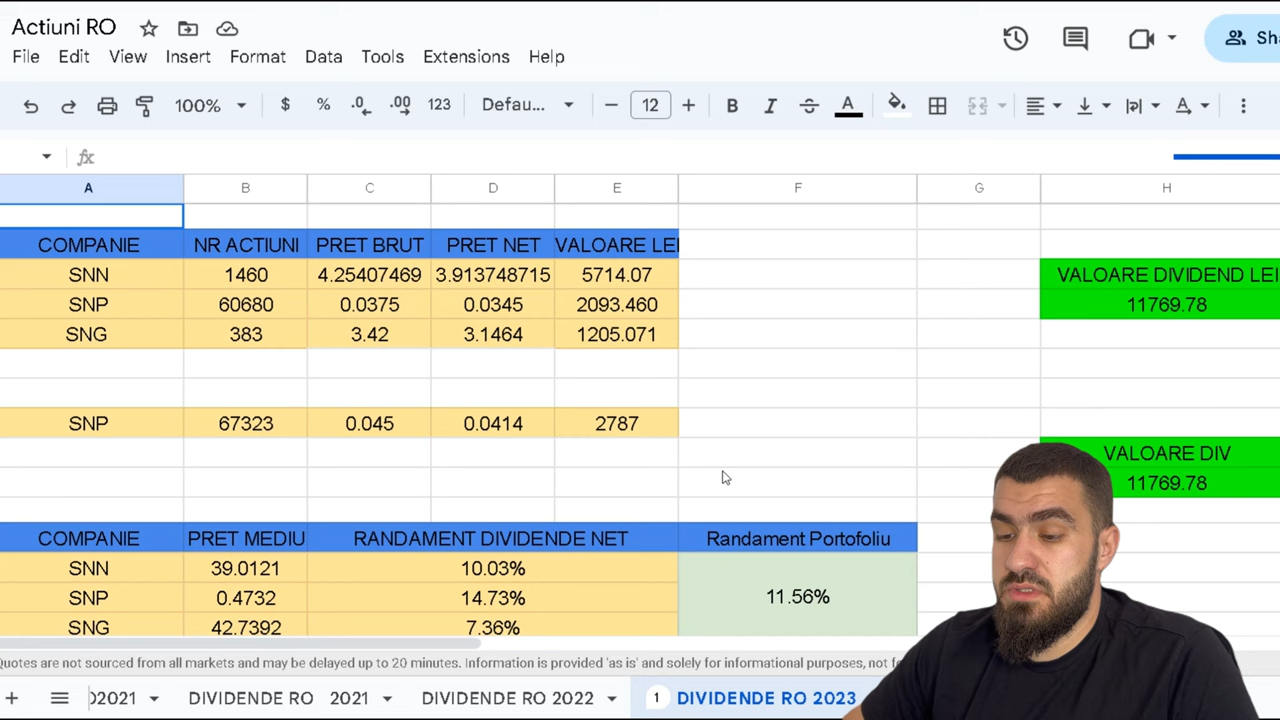 Actiuni RO
File Edit View Insert Format Data Tools Extensions Help
100% $ % .0 .00 123 Defau... 12 B I A A
fx
A B C D E F G H
COMPANIE NR ACTIUNI PRET BRUT PRET NET VALOARE LEI
SNN 1460 4.25407469 3.913748715 5714.07 VALOARE DIVIDEND LEI
SNP 60680 0.0375 0.0345 2093.460 11769.78
SNG 383 3.42 3.1464 1205.071
SNP 67323 0.045 0.0414 2787
VALOARE DIV
11769.78
COMPANIE PRET MEDIU RANDAMENT DIVIDENDE NET Randament Portofoliu
SNN 39.0121 10.03%
SNP 0.4732 14.73% 11.56%
SNG 42.7392 7.36%
Quotes are not sourced from all markets and may be delayed up to 20 minutes. Information is provided 'as is' and solely for informational purposes, not
O2021 DIVIDENDE RO 2021 DIVIDENDE RO 2022 1 DIVIDENDE RO 2023